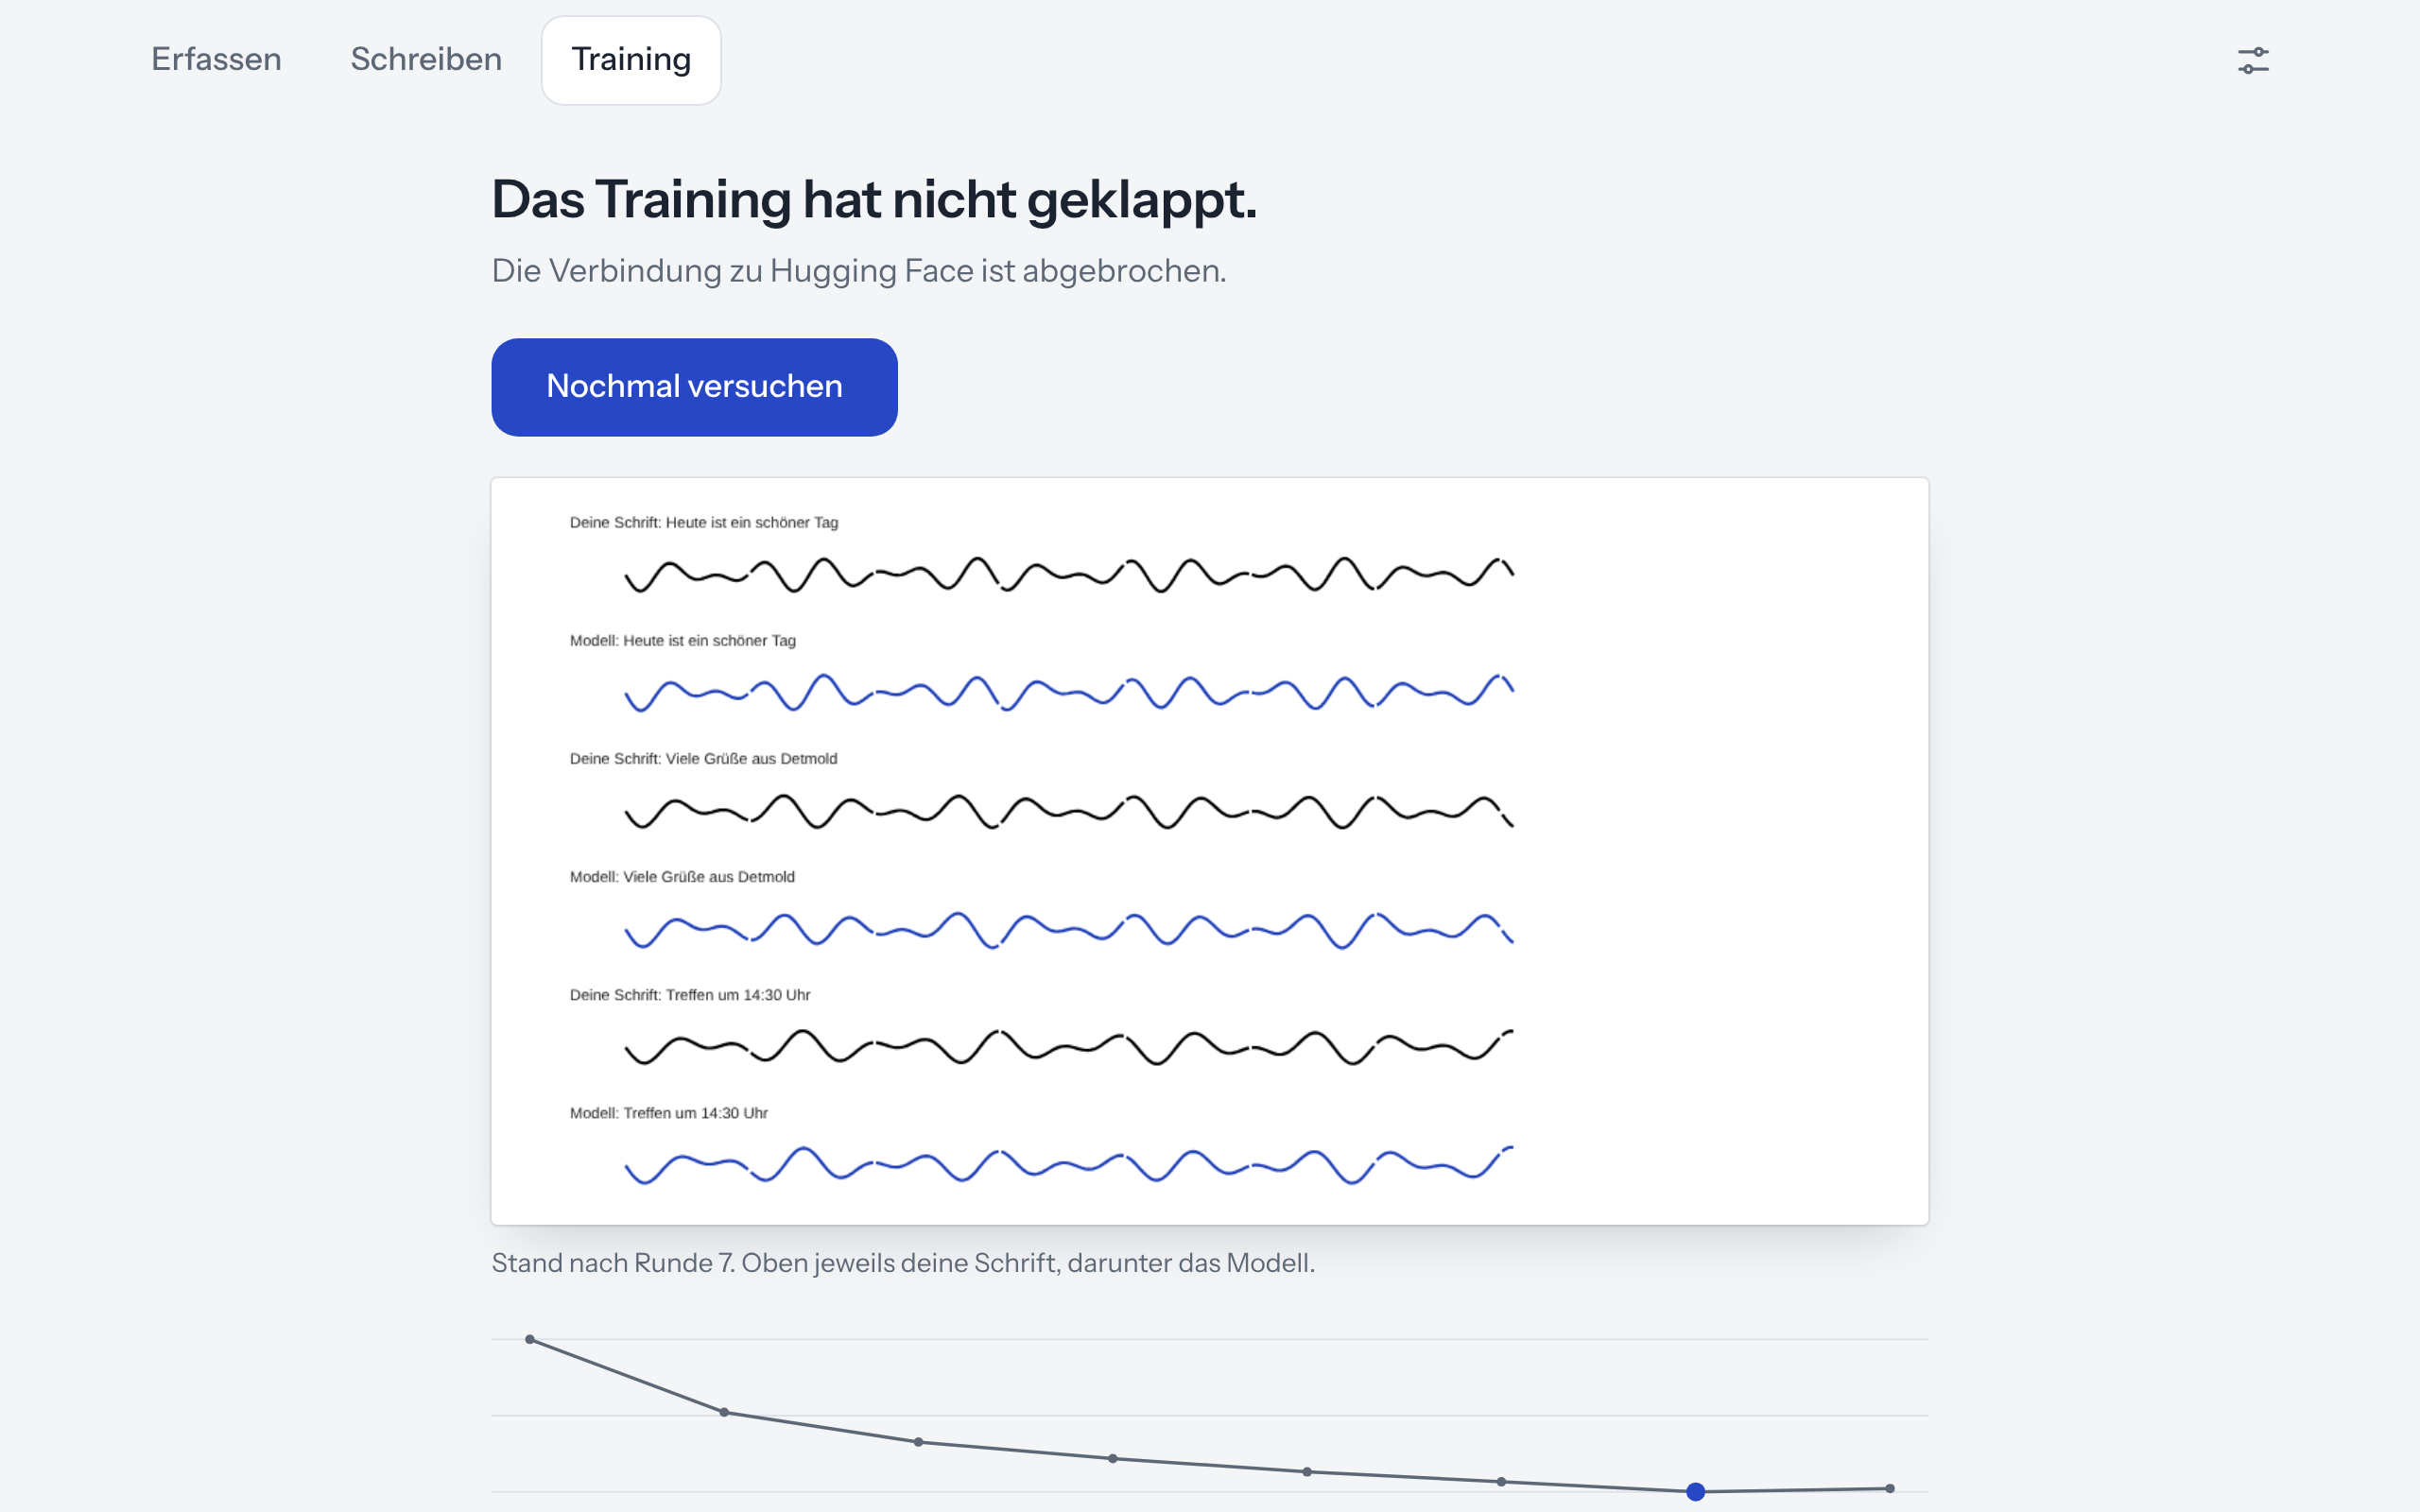 Erfassen Schreiben Training
Das Training hat nicht geklappt.
Die Verbindung zu Hugging Face ist abgebrochen.
Nochmal versuchen
Deine Schrift: Heute ist ein schöner Tag
Modell: Heute ist ein schöner Tag
Deine Schrift: Viele Grüße aus Detmold
Modell: Viele Grüße aus Detmold
Deine Schrift: Treffen um 14:30 Uhr
Modell: Treffen um 14:30 Uhr
Stand nach Runde 7. Oben jeweils deine Schrift, darunter das Modell.